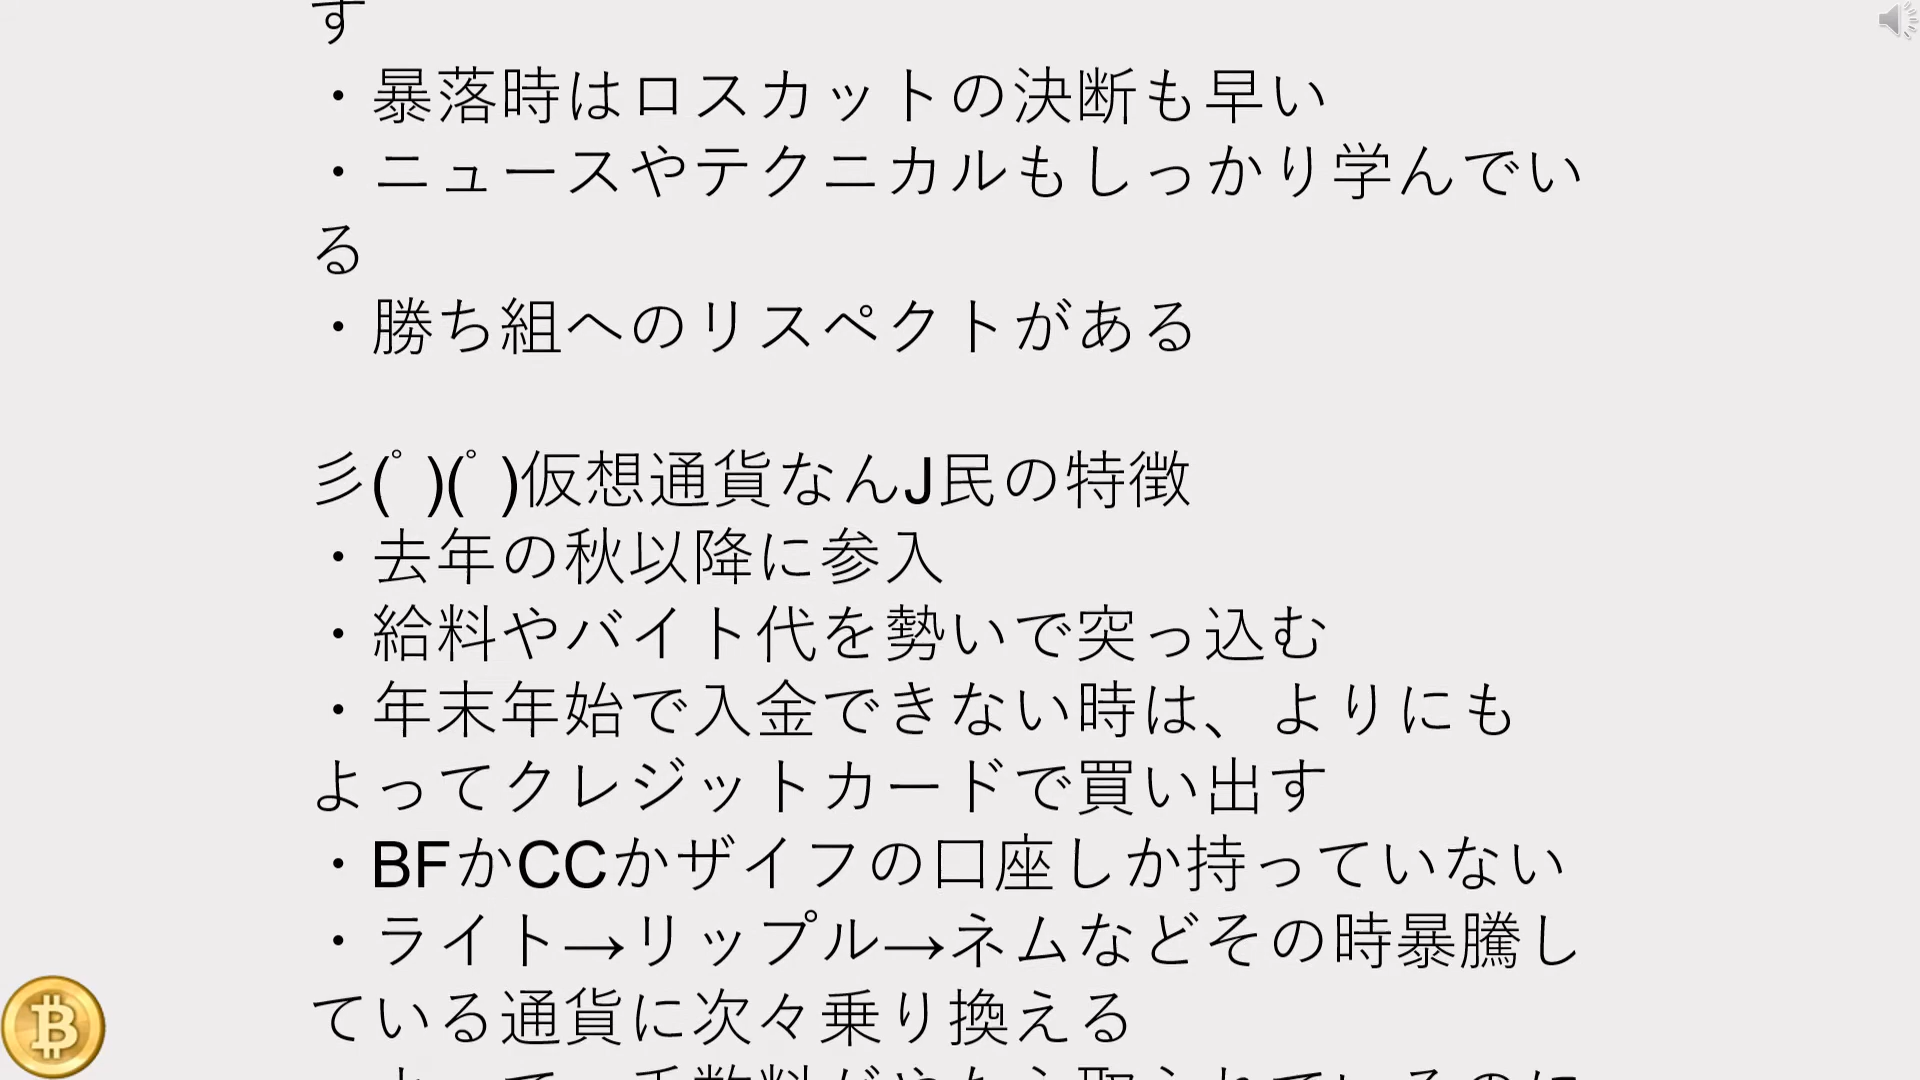 す
・暴落時はロスカットの決断も早い
・ニュースやテクニカルもしっかり学んでい
る
・勝ち組へのリスペクトがある
彡(ﾟ)(ﾟ)仮想通貨なんJ民の特徴
・去年の秋以降に参入
・給料やバイト代を勢いで突っ込む
・年末年始で入金できない時は、よりにも
よってクレジットカードで買い出す
・BFかCCかザイフの口座しか持っていない
・ライト→リップル→ネムなどその時暴騰し
ている通貨に次々乗り換える